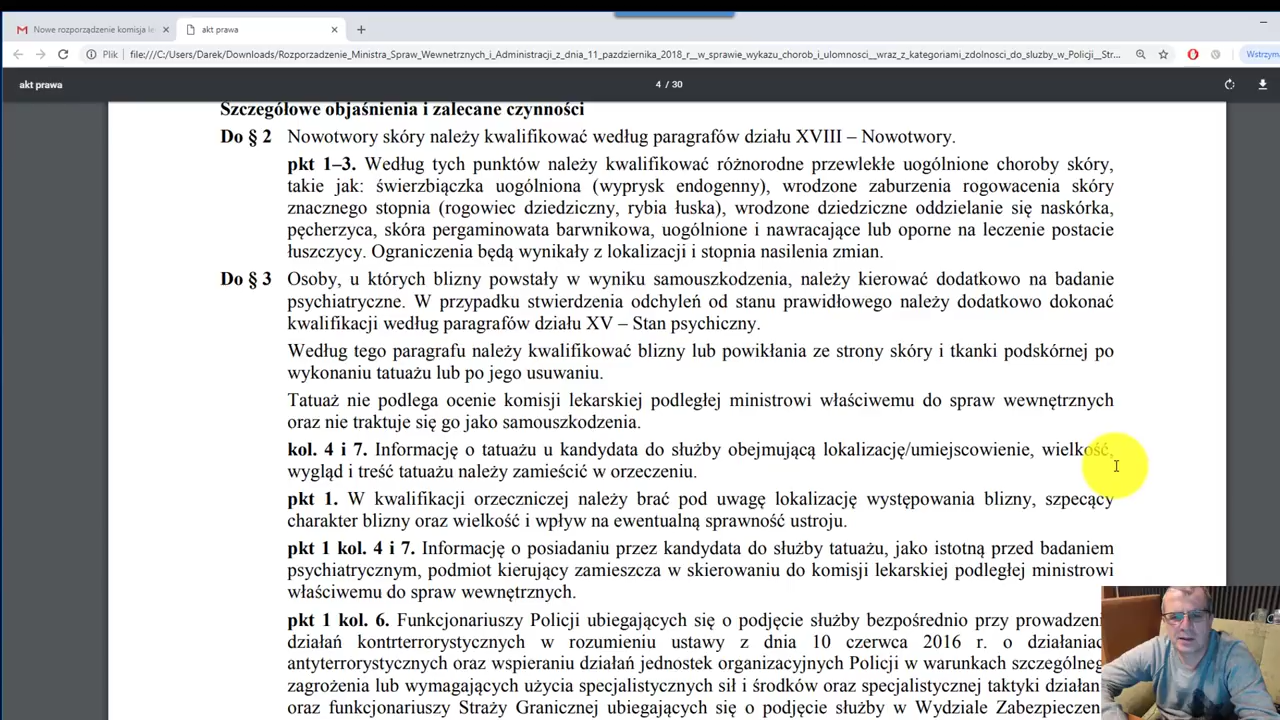 Nowe rozporządzenie komisja le
akt prawa
Plik
file:///C:/Users/Darek/Downloads/Rozporzadzenie_Ministra_Spraw_Wewnetrznych_i_Administracji_z_dnia_11_pazdziernika_2018_r__w_sprawie_wykazu_chorob_i_ulomnosci__wraz_z_kategoriami_zdolnosci_do_sluzby_w_Policji__Str...
Wstrzym
akt prawa
4 / 30
Szczegółowe objaśnienia i zalecane czynności
Do § 2 Nowotwory skóry należy kwalifikować według paragrafów działu XVIII – Nowotwory.
pkt 1–3. Według tych punktów należy kwalifikować różnorodne przewlekłe uogólnione choroby skóry,
takie jak: świerzbiączka uogólniona (wyprysk endogenny), wrodzone zaburzenia rogowacenia skóry
znacznego stopnia (rogowiec dziedziczny, rybia łuska), wrodzone dziedziczne oddzielanie się naskórka,
pęcherzyca, skóra pergaminowata barwnikowa, uogólnione i nawracające lub oporne na leczenie postacie
łuszczycy. Ograniczenia będą wynikały z lokalizacji i stopnia nasilenia zmian.
Do § 3 Osoby, u których blizny powstały w wyniku samouszkodzenia, należy kierować dodatkowo na badanie
psychiatryczne. W przypadku stwierdzenia odchyleń od stanu prawidłowego należy dodatkowo dokonać
kwalifikacji według paragrafów działu XV – Stan psychiczny.
Według tego paragrafu należy kwalifikować blizny lub powikłania ze strony skóry i tkanki podskórnej po
wykonaniu tatuażu lub po jego usuwaniu.
Tatuaż nie podlega ocenie komisji lekarskiej podległej ministrowi właściwemu do spraw wewnętrznych
oraz nie traktuje się go jako samouszkodzenia.
kol. 4 i 7. Informację o tatuażu u kandydata do służby obejmującą lokalizację/umiejscowienie, wielkość,
wygląd i treść tatuażu należy zamieścić w orzeczeniu.
pkt 1. W kwalifikacji orzeczniczej należy brać pod uwagę lokalizację występowania blizny, szpecący
charakter blizny oraz wielkość i wpływ na ewentualną sprawność ustroju.
pkt 1 kol. 4 i 7. Informację o posiadaniu przez kandydata do służby tatuażu, jako istotną przed badaniem
psychiatrycznym, podmiot kierujący zamieszcza w skierowaniu do komisji lekarskiej podległej ministrowi
właściwemu do spraw wewnętrznych.
pkt 1 kol. 6. Funkcjonariuszy Policji ubiegających się o podjęcie służby bezpośrednio przy prowadzeni
działań kontrterrorystycznych w rozumieniu ustawy z dnia 10 czerwca 2016 r. o działaniac
antyterrorystycznych oraz wspieraniu działań jednostek organizacyjnych Policji w warunkach szczególneg
zagrożenia lub wymagających użycia specjalistycznych sił i środków oraz specjalistycznej taktyki działan
oraz funkcjonariuszy Straży Granicznej ubiegających się o podjęcie służby w Wydziale Zabezpieczen